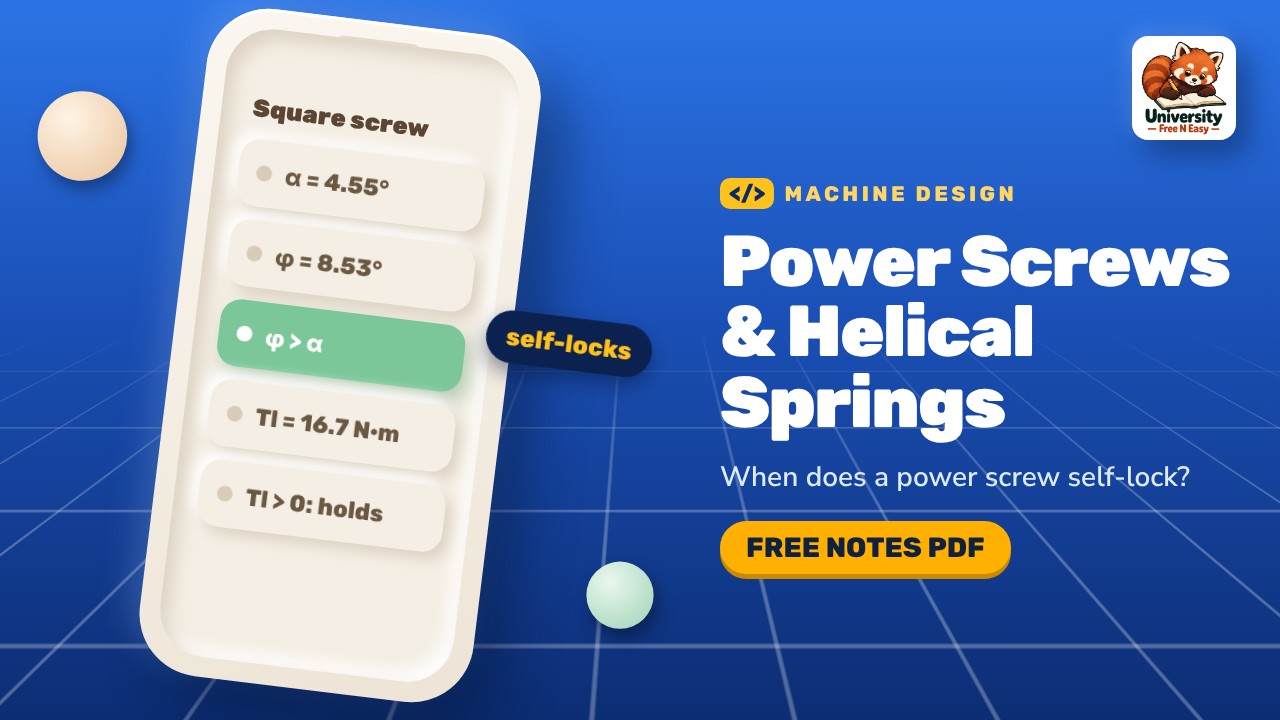 Square screw
α = 4.55°
φ = 8.53°
φ > α
self-locks
Tl = 16.7 N·m
Tl > 0: holds
University
Free N Easy
</> MACHINE DESIGN
Power Screws
& Helical
Springs
When does a power screw self-lock?
FREE NOTES PDF